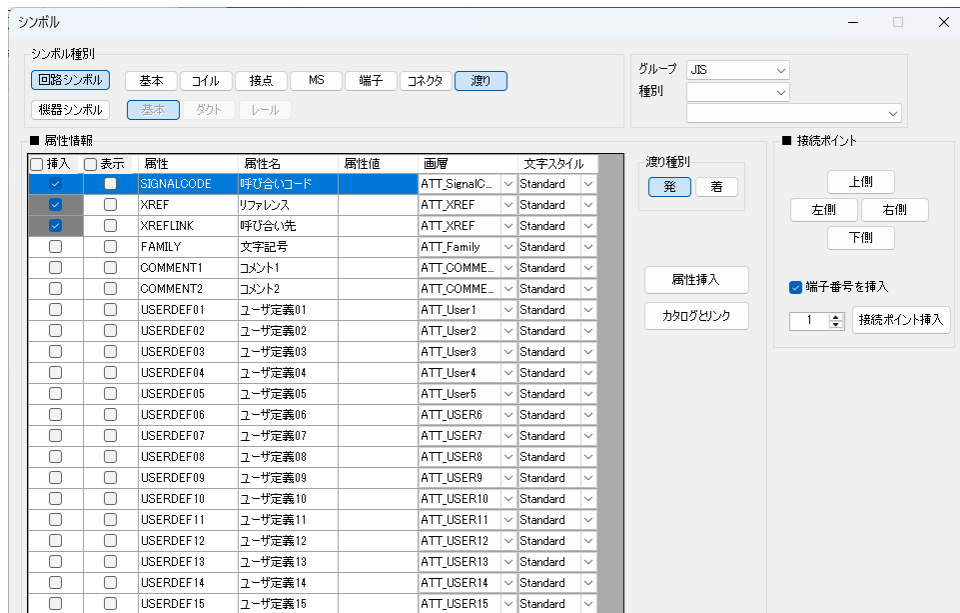 シンボル
シンボル種別
回路シンボル 基本 コイル 接点 MS 端子 コネクタ 渡り
機器シンボル 基本 ダクト レール
グループ JIS
種別
■ 属性情報
挿入 表示 属性 属性名 属性値 画層 文字スタイル
SIGNALCODE 呼び合いコード ATT_SignalC... Standard
XREF リファレンス ATT_XREF Standard
XREFLINK 呼び合い先 ATT_XREF Standard
FAMILY 文字記号 ATT_Family Standard
COMMENT1 コメント1 ATT_COMME... Standard
COMMENT2 コメント2 ATT_COMME... Standard
USERDEF01 ユーザ定義01 ATT_User1 Standard
USERDEF02 ユーザ定義02 ATT_User2 Standard
USERDEF03 ユーザ定義03 ATT_User3 Standard
USERDEF04 ユーザ定義04 ATT_User4 Standard
USERDEF05 ユーザ定義05 ATT_User5 Standard
USERDEF06 ユーザ定義06 ATT_USER6 Standard
USERDEF07 ユーザ定義07 ATT_USER7 Standard
USERDEF08 ユーザ定義08 ATT_USER8 Standard
USERDEF09 ユーザ定義09 ATT_USER9 Standard
USERDEF10 ユーザ定義10 ATT_USER10 Standard
USERDEF11 ユーザ定義11 ATT_USER11 Standard
USERDEF12 ユーザ定義12 ATT_USER12 Standard
USERDEF13 ユーザ定義13 ATT_USER13 Standard
USERDEF14 ユーザ定義14 ATT_USER14 Standard
USERDEF15 ユーザ定義15 ATT_USER15 Standard
渡り種別
発 着
属性挿入
カタログとリンク
■ 接続ポイント
上側
左側 右側
下側
端子番号を挿入
1 接続ポイント挿入